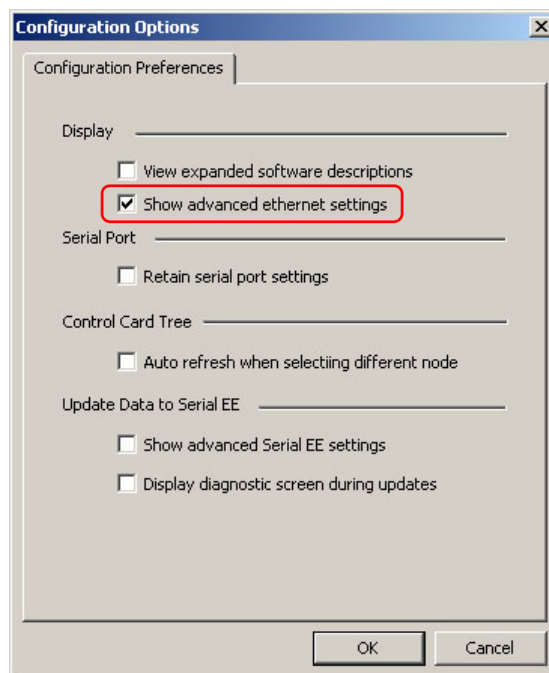 Configuration Options
Configuration Preferences
Display
View expanded software descriptions
Show advanced ethernet settings
Serial Port
Retain serial port settings
Control Card Tree
Auto refresh when selectiing different node
Update Data to Serial EE
Show advanced Serial EE settings
Display diagnostic screen during updates
OK Cancel